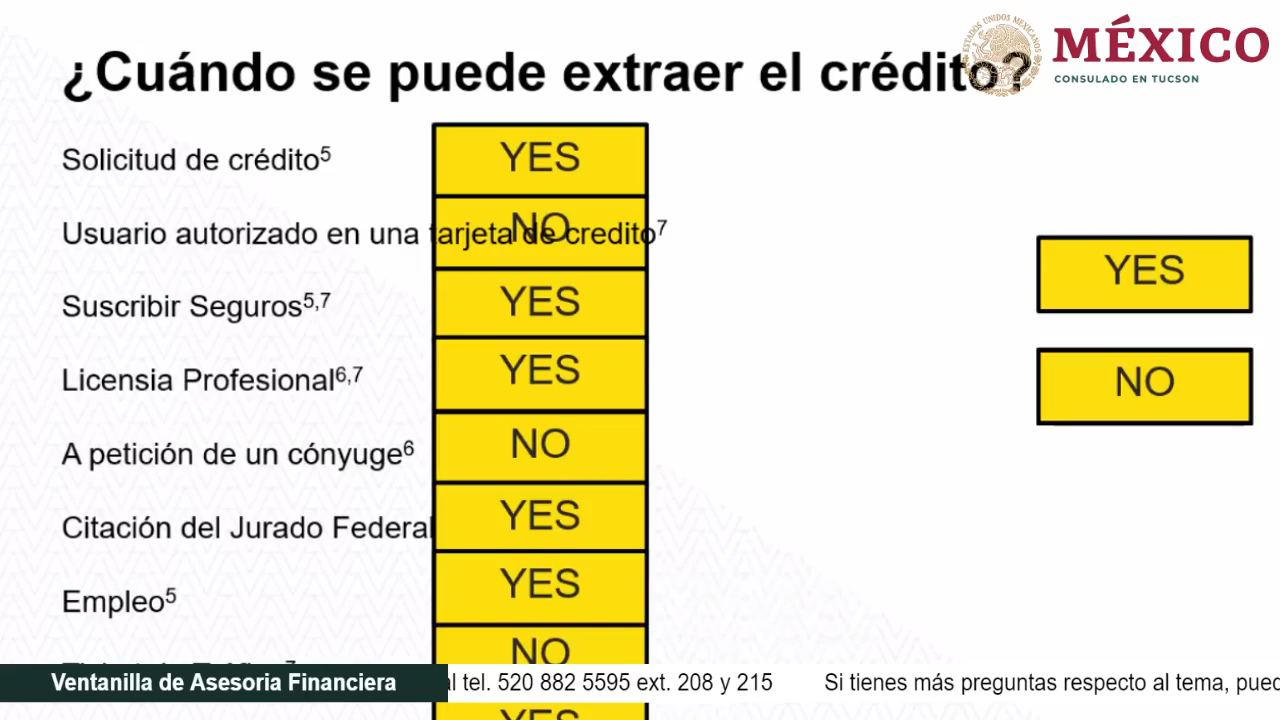 ¿Cuándo se puede extraer el crédito?
MÉXICO
CONSULADO EN TUCSON
Solicitud de crédito5
YES
Usuario autorizado en una tarjeta de credito7
NO
YES
Suscribir Seguros5,7
YES
Licensia Profesional6,7
YES
NO
A petición de un cónyuge6
NO
Citación del Jurado Federal
YES
Empleo5
YES
NO
Ventanilla de Asesoria Financiera
al tel. 520 882 5595 ext. 208 y 215
Si tienes más preguntas respecto al tema, pued
YES